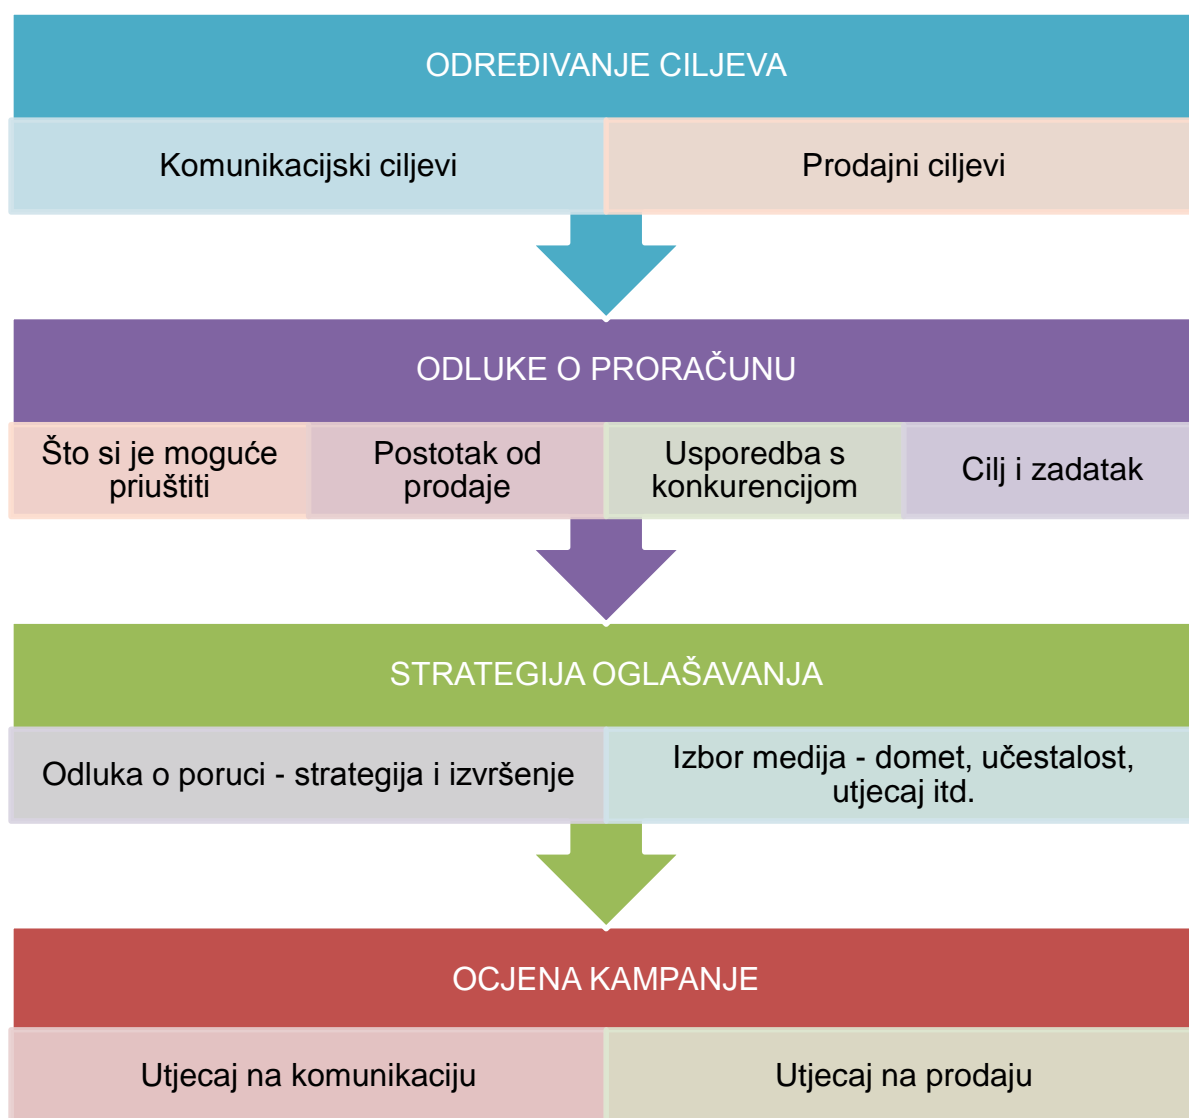 ODREĐIVANJE CILJEVA
Komunikacijski ciljevi
Prodajni ciljevi
ODLUKE O PRORAČUNU
Što si je moguće
priuštiti
Postotak od
prodaje
Usporedba s
konkurencijom
Cilj i zadatak
STRATEGIJA OGLAŠAVANJA
Odluka o poruci - strategija i izvršenje
Izbor medija - domet, učestalost,
utjecaj itd.
OCJENA KAMPANJE
Utjecaj na komunikaciju
Utjecaj na prodaju